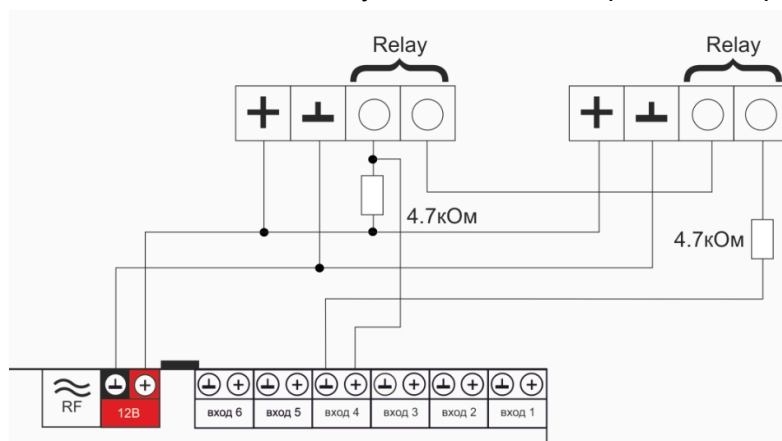 Relay
Relay
4.7кОм
4.7кОм
RF
12В
вход 6
вход 5
вход 4
вход 3
вход 2
вход 1